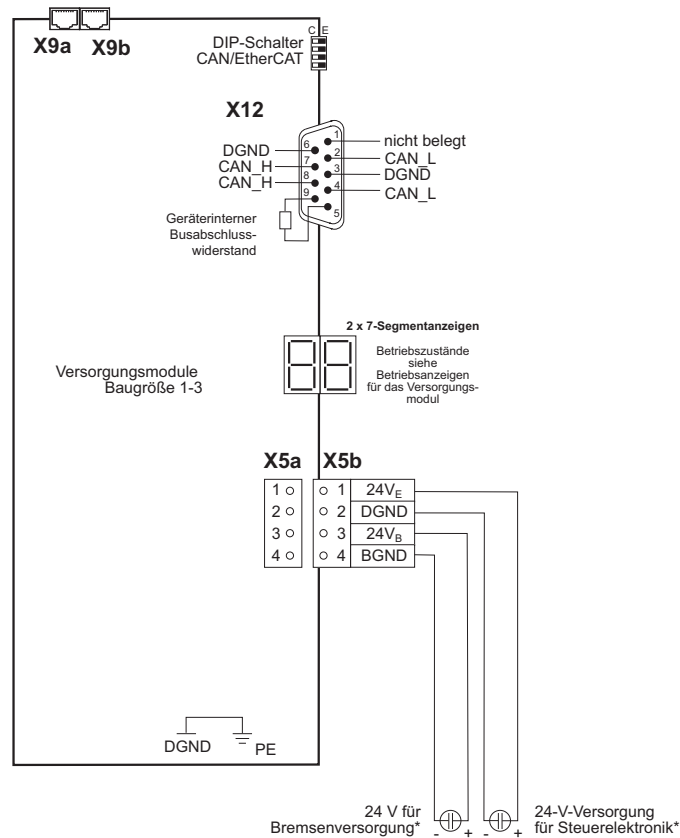 X9a X9b
C E
DIP-Schalter
CAN/EtherCAT
X12
1
nicht belegt
6
DGND
2
CAN_L
7
CAN_H
3
DGND
8
CAN_H
4
CAN_L
9
5
Geräterinterner
Busabschluss-
widerstand
2 x 7-Segmentanzeigen
Betriebszustände
siehe
Betriebsanzeigen
für das Versorgungs-
modul
Versorgungsmodule
Baugröße 1-3
X5a X5b
1 1 24VE
2 2 DGND
3 3 24VB
4 4 BGND
DGND PE
24 V für
Bremsenversorgung*
- + - +
24-V-Versorgung
für Steuerelektronik*